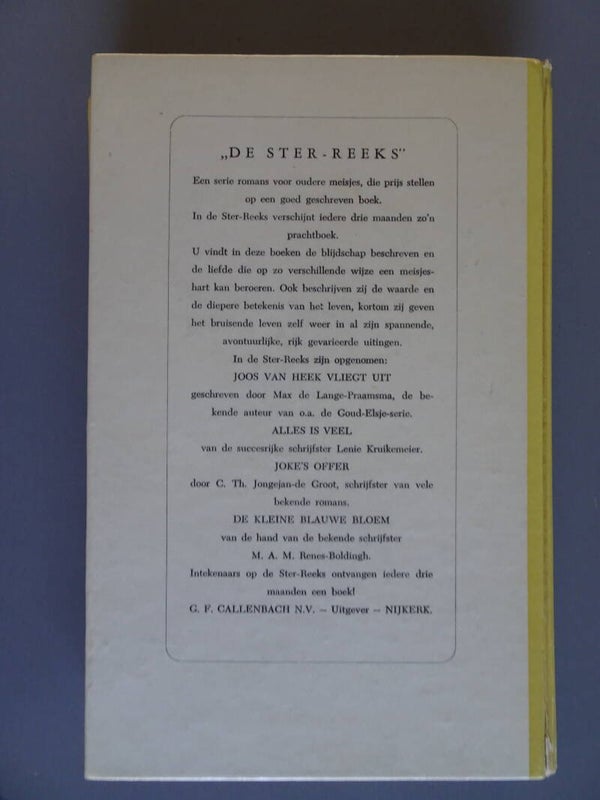 „DE STER-REEKS”
Een serie romans voor oudere meisjes, die prijs stellen
op een goed geschreven boek.
In de Ster-Reeks verschijnt iedere drie maanden zo'n
prachtboek.
U vindt in deze boeken de blijdschap beschreven en
de liefde die op zo verschillende wijze een meisjes-
hart kan beroeren. Ook beschrijven zij de waarde en
de diepere betekenis van het leven, kortom zij geven
het bruisende leven zelf weer in al zijn spannende,
avontuurlijke, rijk gevarieerde uitingen.
In de Ster-Reeks zijn opgenomen:
JOOS VAN HEEK VLIEGT UIT
geschreven door Max de Lange-Praamsma, de be-
kende auteur van o.a. de Goud-Elsje-serie.
ALLES IS VEEL
van de succesrijke schrijfster Lenie Kruikemeier.
JOKE'S OFFER
door C. Th. Jongejan-de Groot, schrijfster van vele
bekende romans.
DE KLEINE BLAUWE BLOEM
van de hand van de bekende schrijfster
M. A. M. Renes-Boldingh.
Intekenaars op de Ster-Reeks ontvangen iedere drie
maanden een boek!
G. F. CALLENBACH N.V. – Uitgever – NIJKERK.